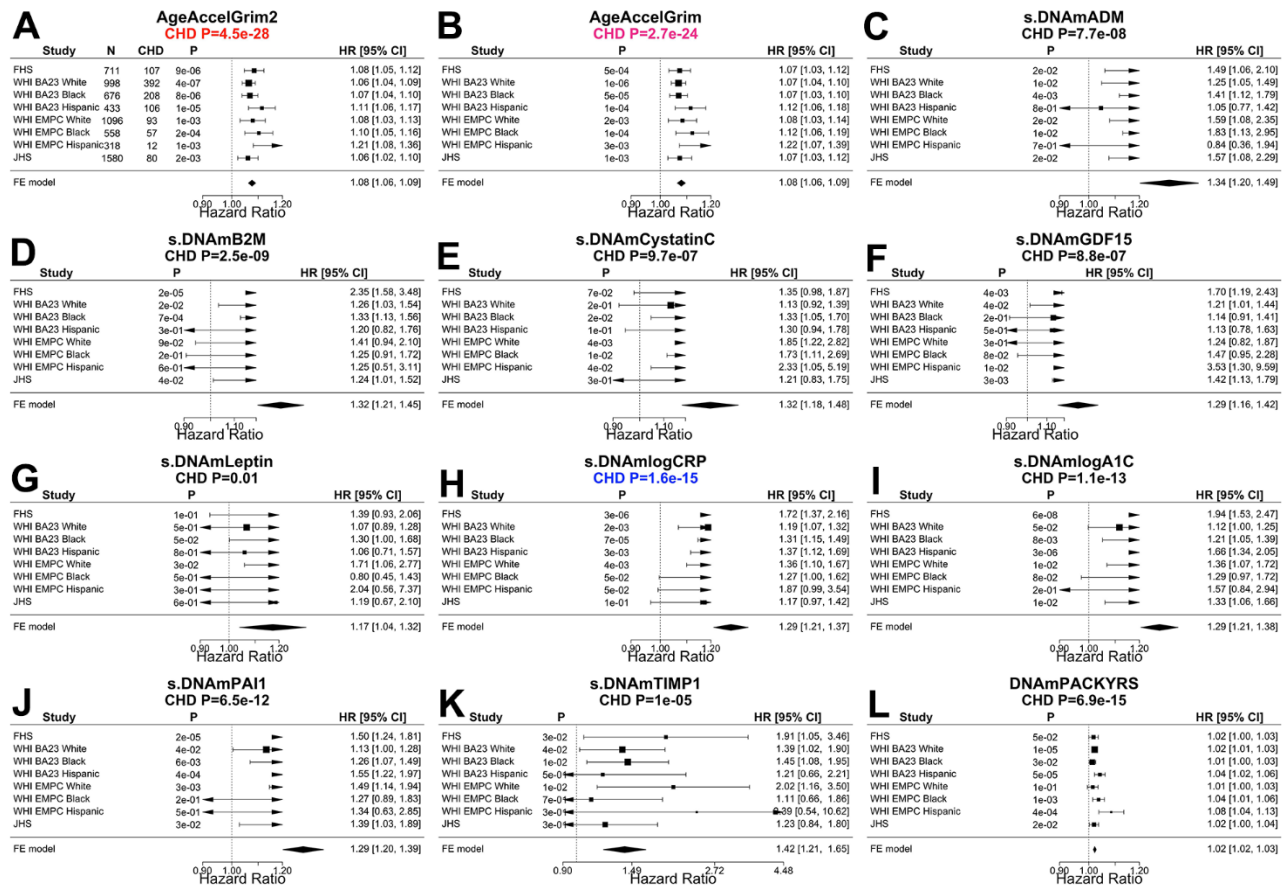 A
AgeAccelGrim2
CHD P=4.5e-28
Study N CHD P HR [95% CI]
FHS 711 107 9e-06 1.08 [1.05, 1.12]
WHI BA23 White 998 392 4e-07 1.06 [1.04, 1.09]
WHI BA23 Black 676 208 8e-06 1.07 [1.04, 1.10]
WHI BA23 Hispanic 433 106 1e-05 1.11 [1.06, 1.17]
WHI EMPC White 1096 93 1e-03 1.08 [1.03, 1.13]
WHI EMPC Black 558 57 2e-04 1.10 [1.05, 1.16]
WHI EMPC Hispanic 318 12 1e-03 1.21 [1.08, 1.36]
JHS 1580 80 2e-03 1.06 [1.02, 1.10]
FE model 1.08 [1.06, 1.09]
0.90 1.00 1.20
Hazard Ratio
B
AgeAccelGrim
CHD P=2.7e-24
Study P HR [95% CI]
FHS 5e-04 1.07 [1.03, 1.12]
WHI BA23 White 1e-06 1.07 [1.04, 1.10]
WHI BA23 Black 5e-05 1.07 [1.03, 1.10]
WHI BA23 Hispanic 1e-04 1.12 [1.06, 1.18]
WHI EMPC White 2e-03 1.08 [1.03, 1.14]
WHI EMPC Black 1e-04 1.12 [1.06, 1.19]
WHI EMPC Hispanic 3e-03 1.22 [1.07, 1.39]
JHS 1e-03 1.07 [1.03, 1.12]
FE model 1.08 [1.06, 1.09]
0.90 1.00 1.20
Hazard Ratio
C
s.DNAmADM
CHD P=7.7e-08
Study P HR [95% CI]
FHS 2e-02 1.49 [1.06, 2.10]
WHI BA23 White 1e-02 1.25 [1.05, 1.49]
WHI BA23 Black 4e-03 1.41 [1.12, 1.79]
WHI BA23 Hispanic 8e-01 1.05 [0.77, 1.42]
WHI EMPC White 2e-02 1.59 [1.08, 2.35]
WHI EMPC Black 1e-02 1.83 [1.13, 2.95]
WHI EMPC Hispanic 7e-01 0.84 [0.36, 1.94]
JHS 2e-02 1.57 [1.08, 2.29]
FE model 1.34 [1.20, 1.49]
0.90 1.00 1.20
Hazard Ratio
D
s.DNAmB2M
CHD P=2.5e-09
Study P HR [95% CI]
FHS 2e-05 2.35 [1.58, 3.48]
WHI BA23 White 2e-02 1.26 [1.03, 1.54]
WHI BA23 Black 7e-04 1.33 [1.13, 1.56]
WHI BA23 Hispanic 3e-01 1.20 [0.82, 1.76]
WHI EMPC White 9e-02 1.41 [0.94, 2.10]
WHI EMPC Black 2e-01 1.25 [0.91, 1.72]
WHI EMPC Hispanic 6e-01 1.25 [0.51, 3.11]
JHS 4e-02 1.24 [1.01, 1.52]
FE model 1.32 [1.21, 1.45]
0.90 1.10
Hazard Ratio
E
s.DNAmCystatinC
CHD P=9.7e-07
Study P HR [95% CI]
FHS 7e-02 1.35 [0.98, 1.87]
WHI BA23 White 2e-01 1.13 [0.92, 1.39]
WHI BA23 Black 2e-02 1.33 [1.05, 1.70]
WHI BA23 Hispanic 1e-01 1.30 [0.94, 1.78]
WHI EMPC White 4e-03 1.85 [1.22, 2.82]
WHI EMPC Black 1e-02 1.73 [1.11, 2.69]
WHI EMPC Hispanic 4e-02 2.33 [1.05, 5.19]
JHS 3e-01 1.21 [0.83, 1.75]
FE model 1.32 [1.18, 1.48]
0.90 1.10
Hazard Ratio
F
s.DNAmGDF15
CHD P=8.8e-07
Study P HR [95% CI]
FHS 4e-03 1.70 [1.19, 2.43]
WHI BA23 White 4e-02 1.21 [1.01, 1.44]
WHI BA23 Black 2e-01 1.14 [0.91, 1.41]
WHI BA23 Hispanic 5e-01 1.13 [0.78, 1.63]
WHI EMPC White 3e-01 1.24 [0.82, 1.87]
WHI EMPC Black 8e-02 1.47 [0.95, 2.28]
WHI EMPC Hispanic 1e-02 3.53 [1.30, 9.59]
JHS 3e-03 1.42 [1.13, 1.79]
FE model 1.29 [1.16, 1.42]
0.90 1.10
Hazard Ratio
G
s.DNAmLeptin
CHD P=0.01
Study P HR [95% CI]
FHS 1e-01 1.39 [0.93, 2.06]
WHI BA23 White 5e-01 1.07 [0.89, 1.28]
WHI BA23 Black 5e-02 1.30 [1.00, 1.68]
WHI BA23 Hispanic 8e-01 1.06 [0.71, 1.57]
WHI EMPC White 3e-02 1.71 [1.06, 2.77]
WHI EMPC Black 5e-01 0.80 [0.45, 1.43]
WHI EMPC Hispanic 3e-01 2.04 [0.56, 7.37]
JHS 6e-01 1.19 [0.67, 2.10]
FE model 1.17 [1.04, 1.32]
0.90 1.00 1.20
Hazard Ratio
H
s.DNAmlogCRP
CHD P=1.6e-15
Study P HR [95% CI]
FHS 3e-06 1.72 [1.37, 2.16]
WHI BA23 White 2e-03 1.19 [1.07, 1.32]
WHI BA23 Black 7e-05 1.31 [1.15, 1.49]
WHI BA23 Hispanic 3e-03 1.37 [1.12, 1.69]
WHI EMPC White 4e-03 1.36 [1.10, 1.67]
WHI EMPC Black 5e-02 1.27 [1.00, 1.62]
WHI EMPC Hispanic 5e-02 1.87 [0.99, 3.54]
JHS 1e-01 1.17 [0.97, 1.42]
FE model 1.29 [1.21, 1.37]
0.90 1.00 1.20
Hazard Ratio
I
s.DNAmlogA1C
CHD P=1.1e-13
Study P HR [95% CI]
FHS 6e-08 1.94 [1.53, 2.47]
WHI BA23 White 5e-02 1.12 [1.00, 1.25]
WHI BA23 Black 8e-03 1.21 [1.05, 1.39]
WHI BA23 Hispanic 3e-06 1.66 [1.34, 2.05]
WHI EMPC White 1e-02 1.36 [1.07, 1.72]
WHI EMPC Black 8e-02 1.29 [0.97, 1.72]
WHI EMPC Hispanic 2e-01 1.57 [0.84, 2.94]
JHS 1e-02 1.33 [1.06, 1.66]
FE model 1.29 [1.21, 1.38]
0.90 1.00 1.20
Hazard Ratio
J
s.DNAmPAI1
CHD P=6.5e-12
Study P HR [95% CI]
FHS 2e-05 1.50 [1.24, 1.81]
WHI BA23 White 4e-02 1.13 [1.00, 1.28]
WHI BA23 Black 6e-03 1.26 [1.07, 1.49]
WHI BA23 Hispanic 4e-04 1.55 [1.22, 1.97]
WHI EMPC White 3e-03 1.49 [1.14, 1.94]
WHI EMPC Black 2e-01 1.27 [0.89, 1.83]
WHI EMPC Hispanic 5e-01 1.34 [0.63, 2.85]
JHS 3e-02 1.39 [1.03, 1.89]
FE model 1.29 [1.20, 1.39]
0.90 1.00 1.20
Hazard Ratio
K
s.DNAmTIMP1
CHD P=1e-05
Study P HR [95% CI]
FHS 3e-02 1.91 [1.05, 3.46]
WHI BA23 White 4e-02 1.39 [1.02, 1.90]
WHI BA23 Black 1e-02 1.45 [1.08, 1.95]
WHI BA23 Hispanic 5e-01 1.21 [0.66, 2.21]
WHI EMPC White 1e-02 2.02 [1.16, 3.50]
WHI EMPC Black 7e-01 1.11 [0.66, 1.86]
WHI EMPC Hispanic 3e-01 2.39 [0.54, 10.62]
JHS 3e-01 1.23 [0.84, 1.80]
FE model 1.42 [1.21, 1.65]
0.90 1.49 2.72 4.48
Hazard Ratio
L
DNAmPACKYRS
CHD P=6.9e-15
Study P HR [95% CI]
FHS 5e-02 1.02 [1.00, 1.03]
WHI BA23 White 1e-05 1.02 [1.01, 1.03]
WHI BA23 Black 3e-02 1.01 [1.00, 1.03]
WHI BA23 Hispanic 5e-05 1.04 [1.02, 1.06]
WHI EMPC White 1e-01 1.01 [1.00, 1.03]
WHI EMPC Black 1e-03 1.04 [1.01, 1.06]
WHI EMPC Hispanic 4e-04 1.08 [1.04, 1.13]
JHS 2e-02 1.02 [1.00, 1.04]
FE model 1.02 [1.02, 1.03]
0.90 1.00 1.20
Hazard Ratio